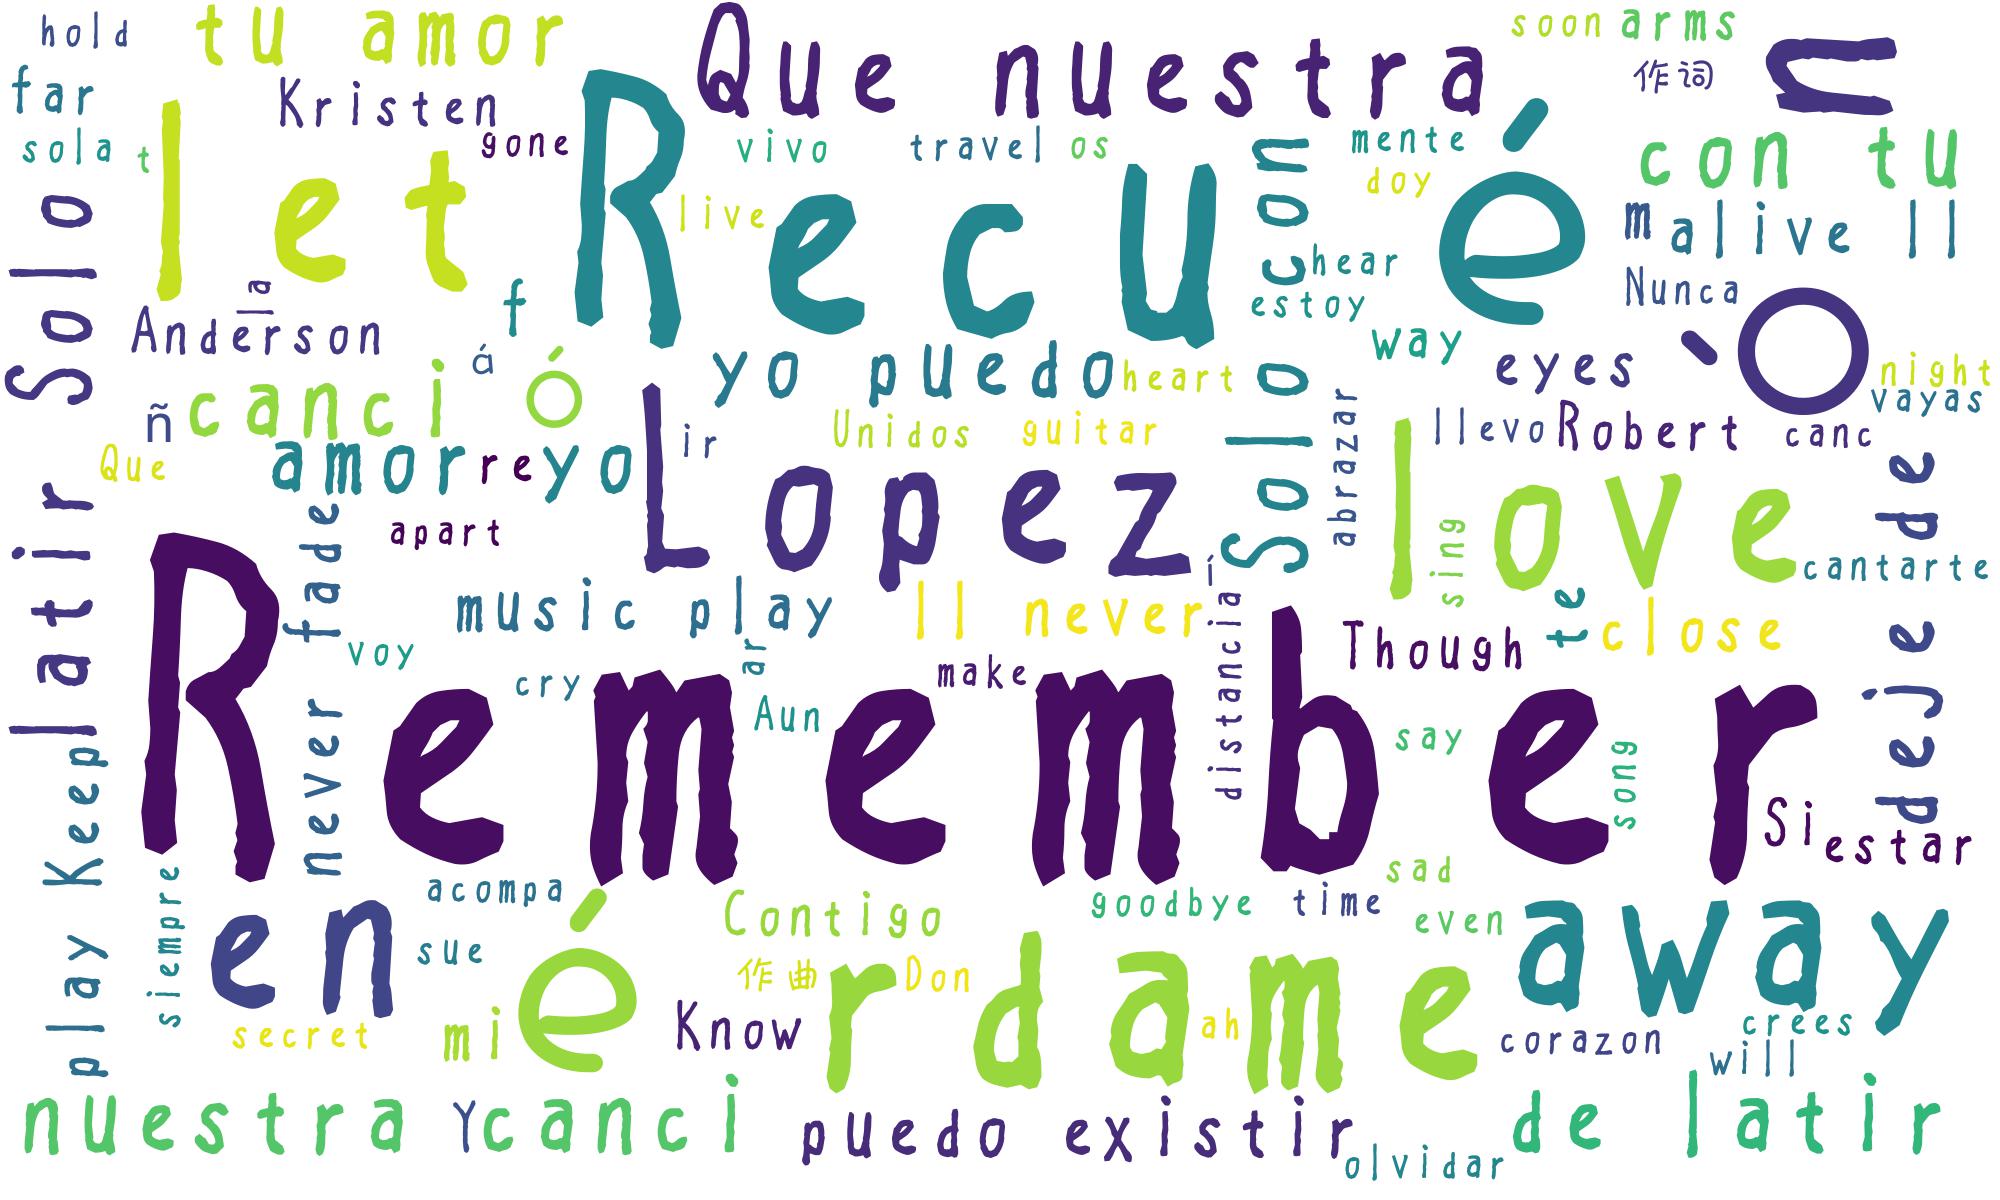 hold
tu amor
Que nuestra
soon
arms
作词
n
far
Kristen
gone
sola
t
let
Recu
é
vivo
travel
os
con
mente
doy
con tu
live
m
alive ll
hear
Nunca
estoy
Solo
a
f
Anderson
á
ó
canci
ñ
yo puedo
heart
way
eyes
ò
night
vayas
Solo
abrazar
llevo
Robert
canc
Unidos
guitar
ir
Que
amor
re
yo
Lopez
love
sing
dejede
cantarte
apart
latir
never fade
music play
ll never
í
distancia
Though
te
close
voy
cry
ar
make
Aun
Remember
say
song
Si
estar
play Keep
siempre
acompa
sad
goodbye
time
even
en
sue
Contigo
away
é
作曲
rdame
Don
secret
mi
Know
ah
corazon
crees
will
nuestra
Y
canci
puedo existir
olvidar
de latir